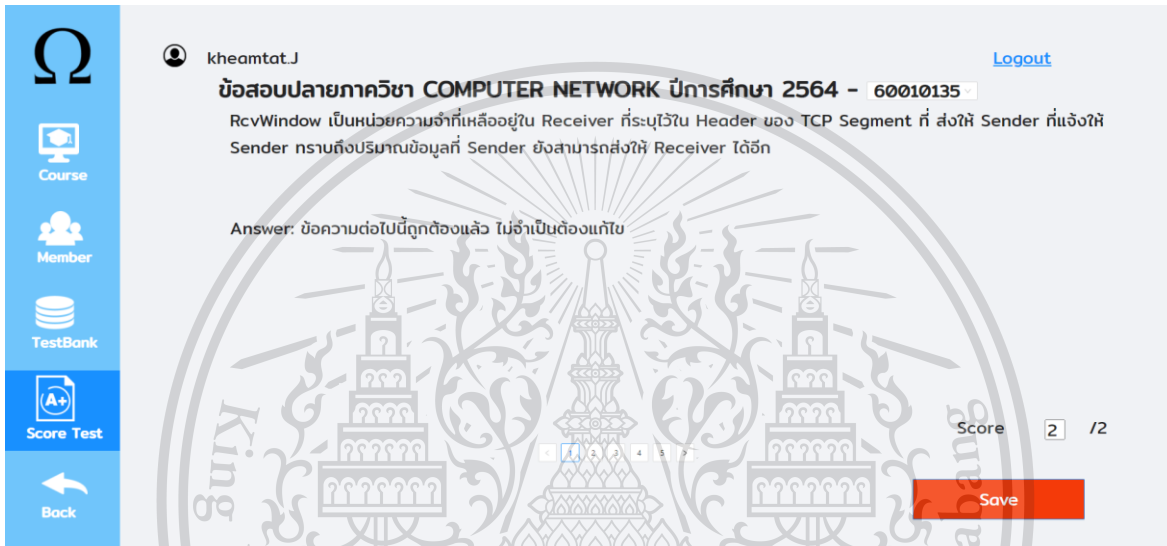 Ω
kheamtat.J
Logout
ข้อสอบปลายภาควิชา COMPUTER NETWORK ปีการศึกษา 2564 - 60010135
RcvWindow เป็นหน่วยความจำที่เหลืออยู่ใน Receiver ที่ระบุไว้ใน Header ของ TCP Segment ที่ ส่งให้ Sender ที่แจ้งให้
Sender ทราบถึงปริมาณข้อมูลที่ Sender ยังสามารถส่งให้ Receiver ได้อีก
Answer: ข้อความต่อไปนี้ถูกต้องแล้ว ไม่จำเป็นต้องแก้ไข
Course
Member
TestBank
A+
Score Test
Back
Score 2 /2
< 1 2 3 4 5 >
Save
King
bang